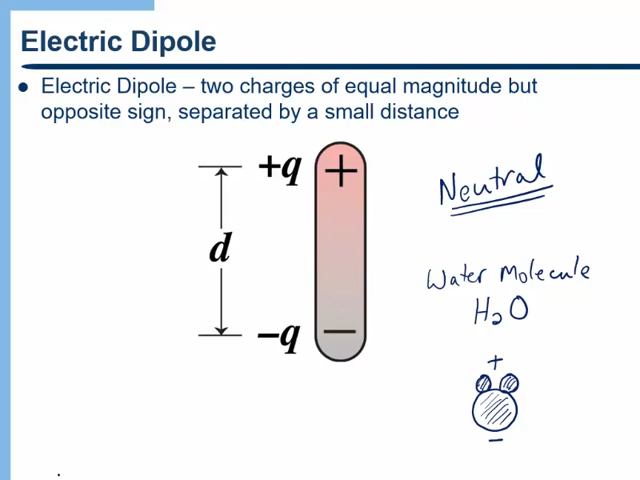 Electric Dipole
● Electric Dipole – two charges of equal magnitude but
opposite sign, separated by a small distance
+q
+
d
−q
−
Neutral
Water Molecule
H₂O
+
−